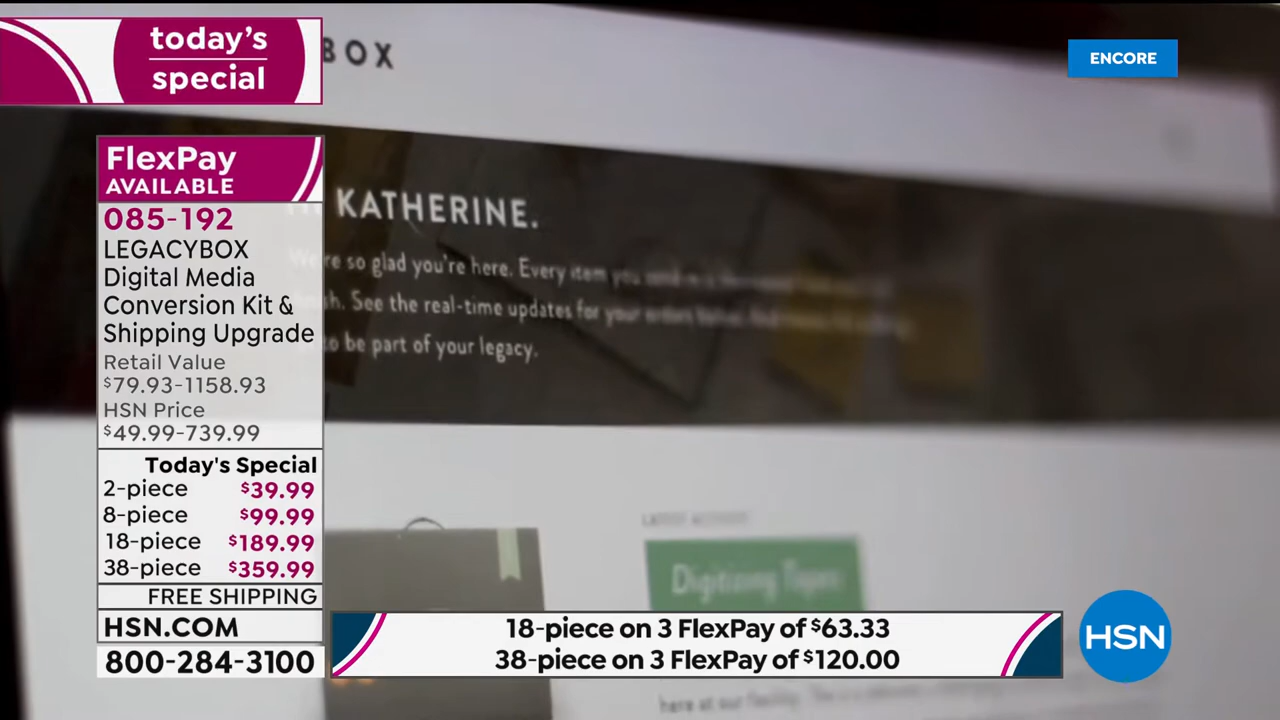 today's
special
BOX
ENCORE
FlexPay
AVAILABLE
085-192
LEGACYBOX
Digital Media
Conversion Kit &
Shipping Upgrade
Retail Value
$79.93-1158.93
HSN Price
$49.99-739.99
Today's Special
2-piece $39.99
8-piece $99.99
18-piece $189.99
38-piece $359.99
FREE SHIPPING
HSN.COM
800-284-3100
KATHERINE.
so glad you're here. Every item you
See the real-time updates for your orders
to be part of your legacy.
LATEST ACTIVITY
Digitizing Tapes
here at our facility.
18-piece on 3 FlexPay of $63.33
38-piece on 3 FlexPay of $120.00
HSN